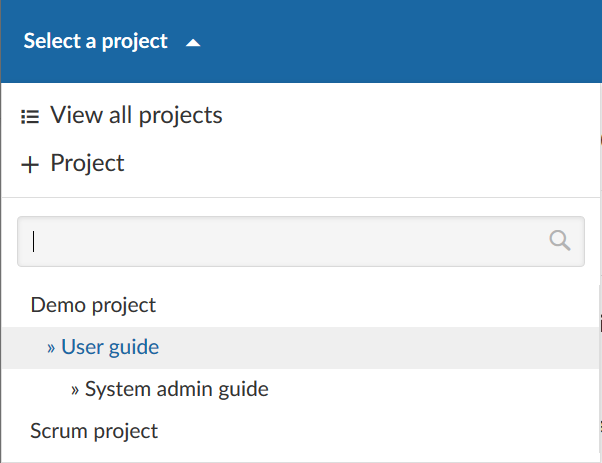 Select a project
View all projects
+ Project
Demo project
» User guide
» System admin guide
Scrum project